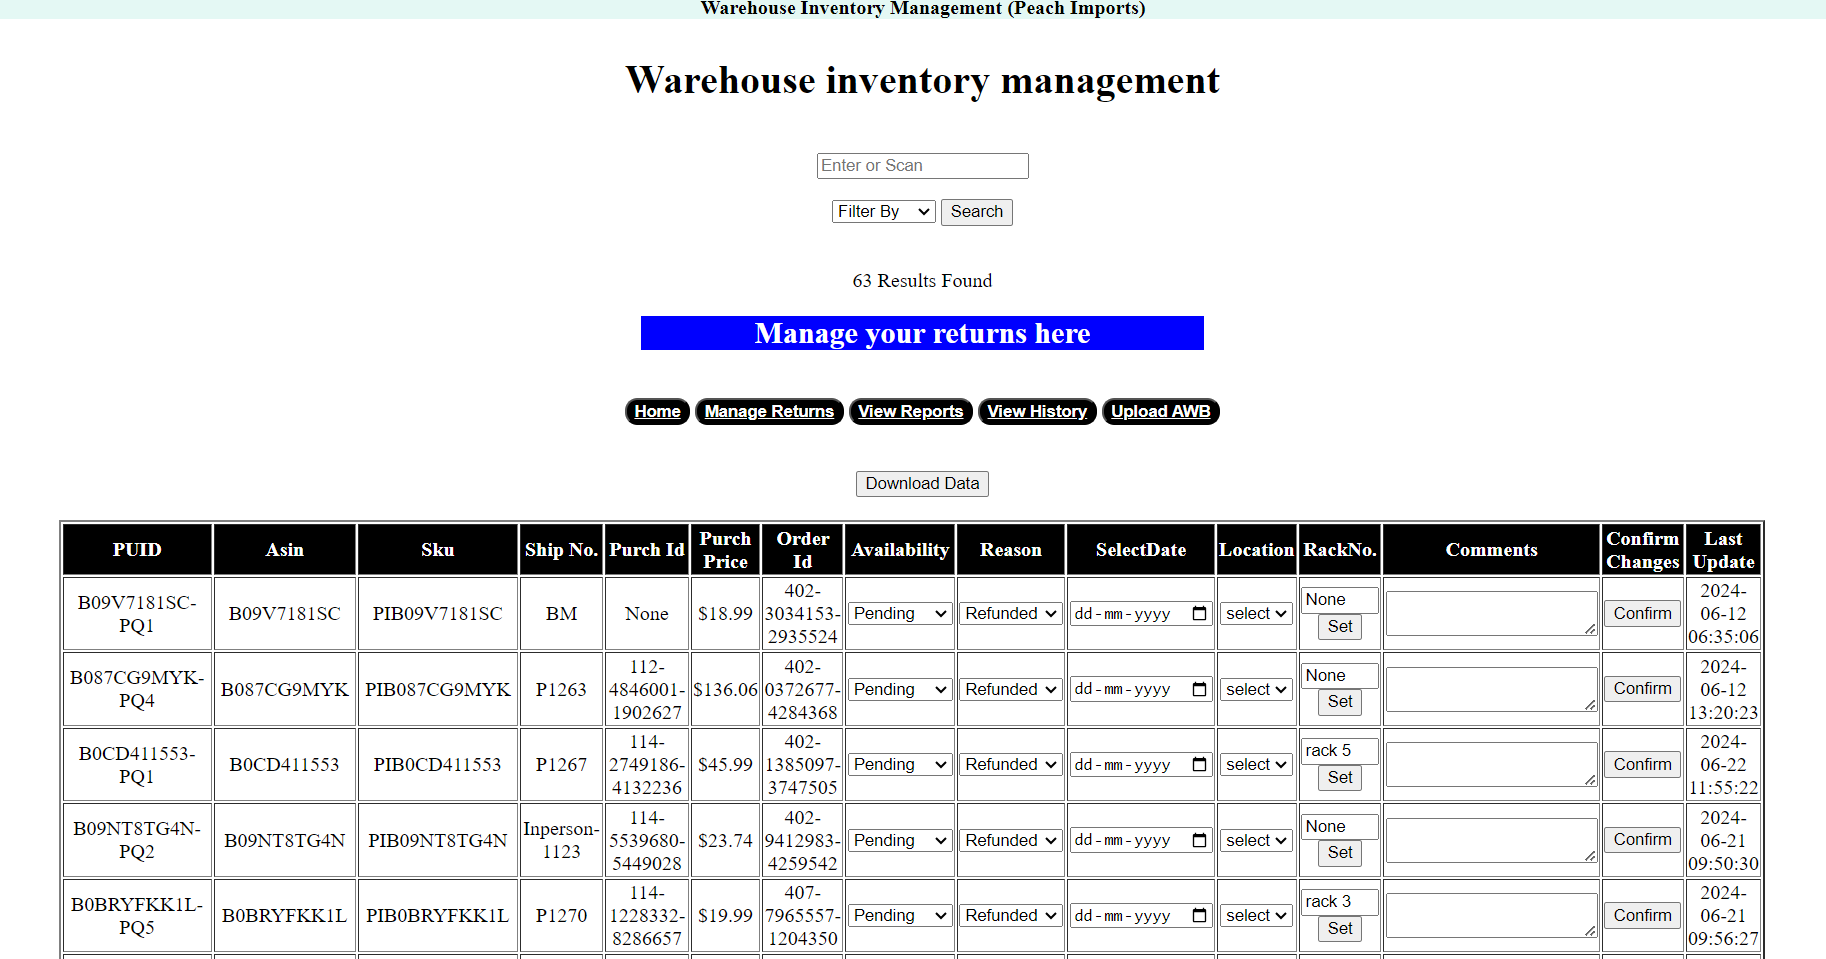 Warehouse Inventory Management (Peach Imports)
Warehouse inventory management
Enter or Scan
Filter By Search
63 Results Found
Manage your returns here
Home Manage Returns View Reports View History Upload AWB
Download Data
PUID Asin Sku Ship No. Purch Id Purch Price Order Id Availability Reason SelectDate Location RackNo. Comments Confirm Changes Last Update
B09V7181SC-PQ1 B09V7181SC PIB09V7181SC BM None $18.99 402-3034153-2935524 Pending Refunded dd-mm-yyyy select None Set Confirm 2024-06-12 06:35:06
B087CG9MYK-PQ4 B087CG9MYK PIB087CG9MYK P1263 112-4846001-1902627 $136.06 402-0372677-4284368 Pending Refunded dd-mm-yyyy select None Set Confirm 2024-06-12 13:20:23
B0CD411553-PQ1 B0CD411553 PIB0CD411553 P1267 114-2749186-4132236 $45.99 402-1385097-3747505 Pending Refunded dd-mm-yyyy select rack 5 Set Confirm 2024-06-22 11:55:22
B09NT8TG4N-PQ2 B09NT8TG4N PIB09NT8TG4N Inperson-1123 114-5539680-5449028 $23.74 402-9412983-4259542 Pending Refunded dd-mm-yyyy select None Set Confirm 2024-06-21 09:50:30
B0BRYFKK1L-PQ5 B0BRYFKK1L PIB0BRYFKK1L P1270 114-1228332-8286657 $19.99 407-7965557-1204350 Pending Refunded dd-mm-yyyy select rack 3 Set Confirm 2024-06-21 09:56:27